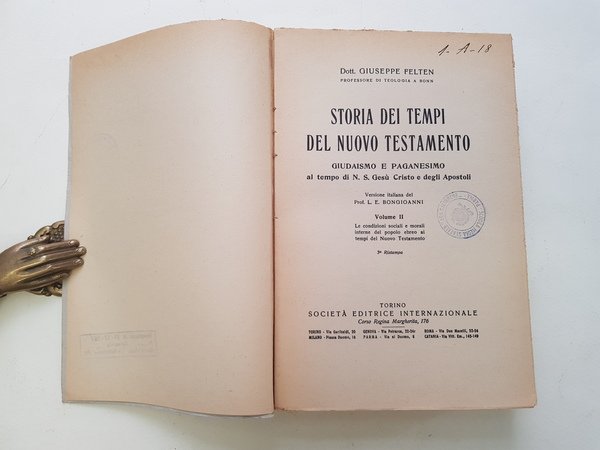 1-A-18
Dott. GIUSEPPE FELTEN
PROFESSORE DI TEOLOGIA A BONN
STORIA DEI TEMPI
DEL NUOVO TESTAMENTO
GIUDAISMO E PAGANESIMO
al tempo di N. S. Gesù Cristo e degli Apostoli
Versione italiana del
Prof. L. E. BONGIOANNI
Volume II
Le condizioni sociali e morali
interne del popolo ebreo ai
tempi del Nuovo Testamento
3ª Ristampa
TORINO
SOCIETÀ EDITRICE INTERNAZIONALE
Corso Regina Margherita, 176
TORINO - Via Garibaldi, 20 GENOVA - Via Petrarca, 22-24r ROMA - Via Due Macelli, 52-54
MILANO - Piazza Duomo, 16 PARMA - Via al Duomo, 6 CATANIA - Via Vitt. Em., 145-149